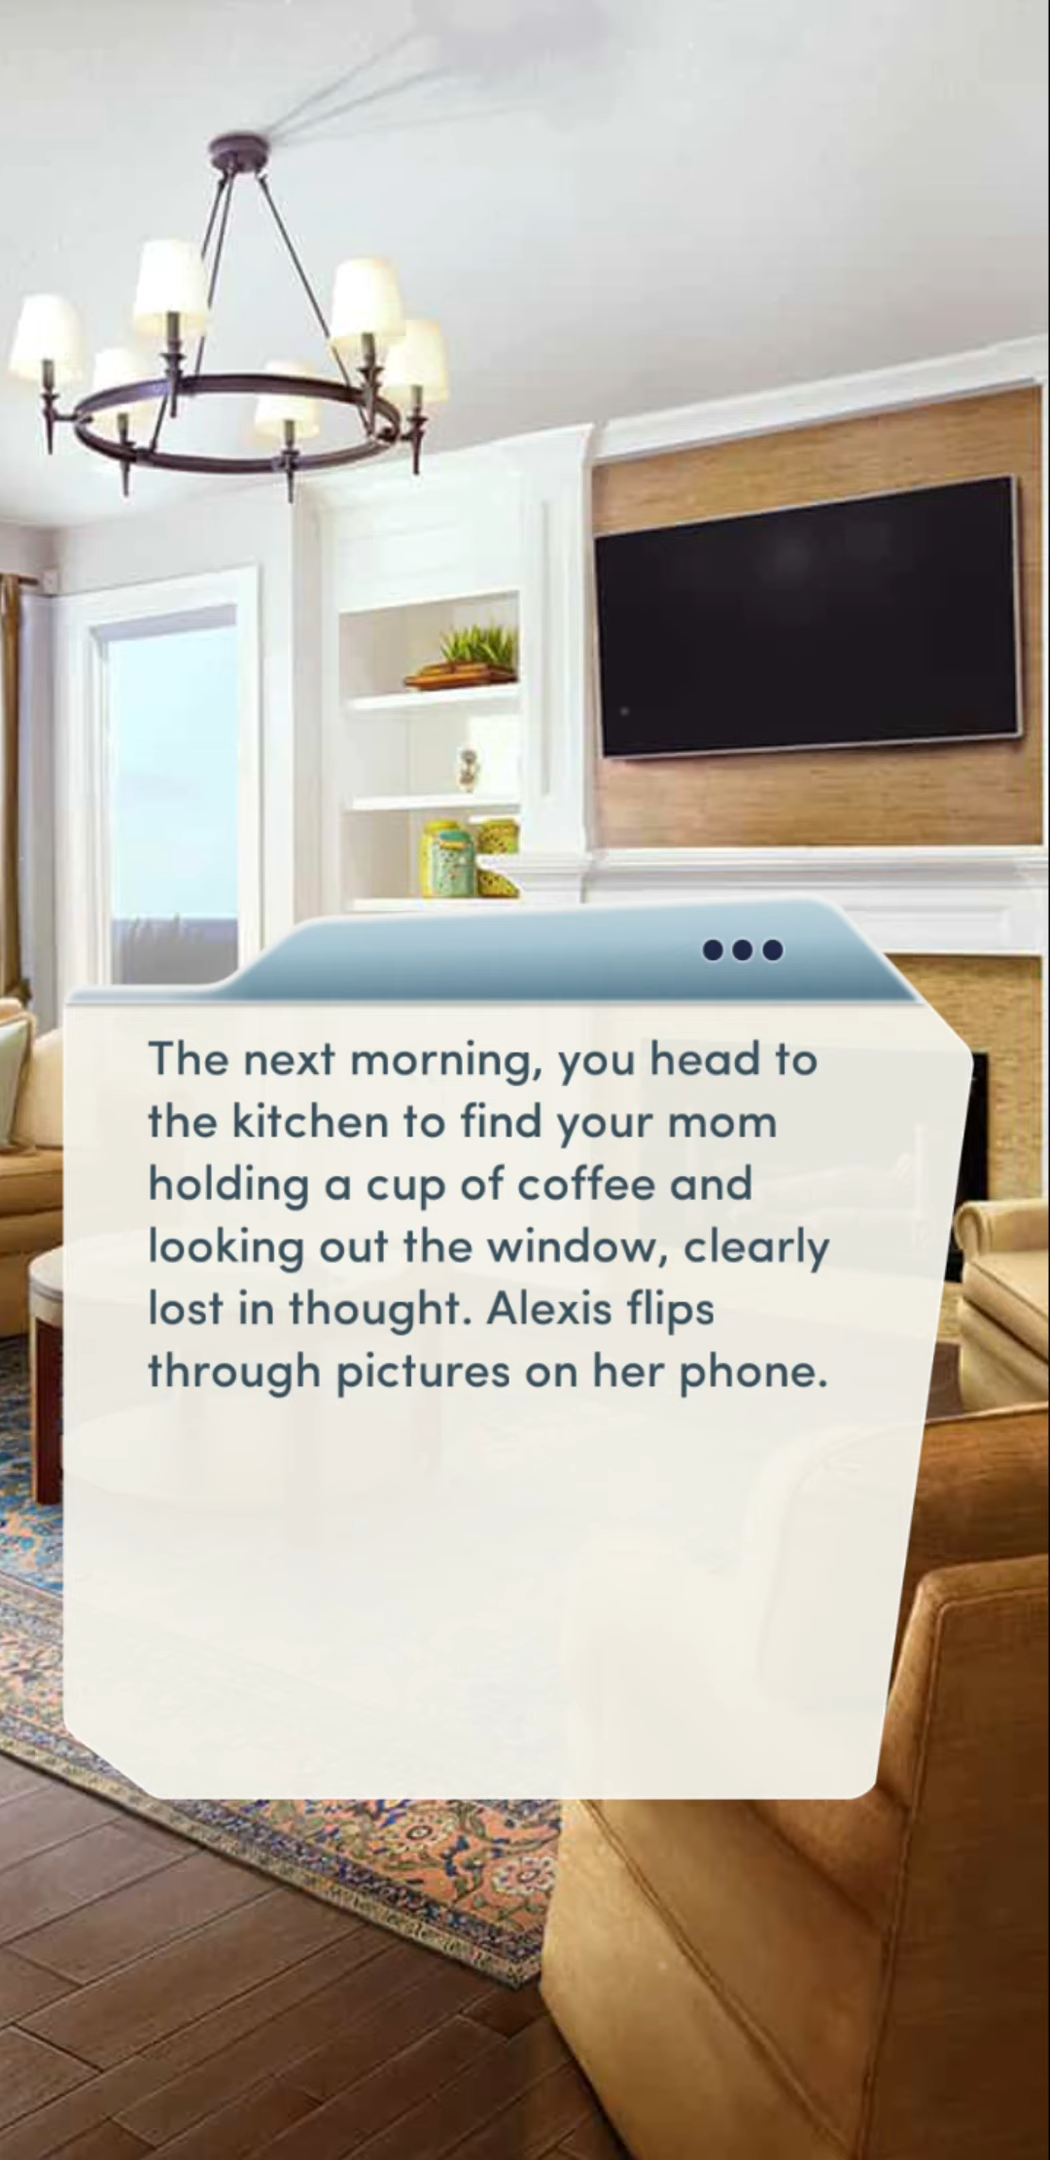 The next morning, you head to
the kitchen to find your mom
holding a cup of coffee and
looking out the window, clearly
lost in thought. Alexis flips
through pictures on her phone.